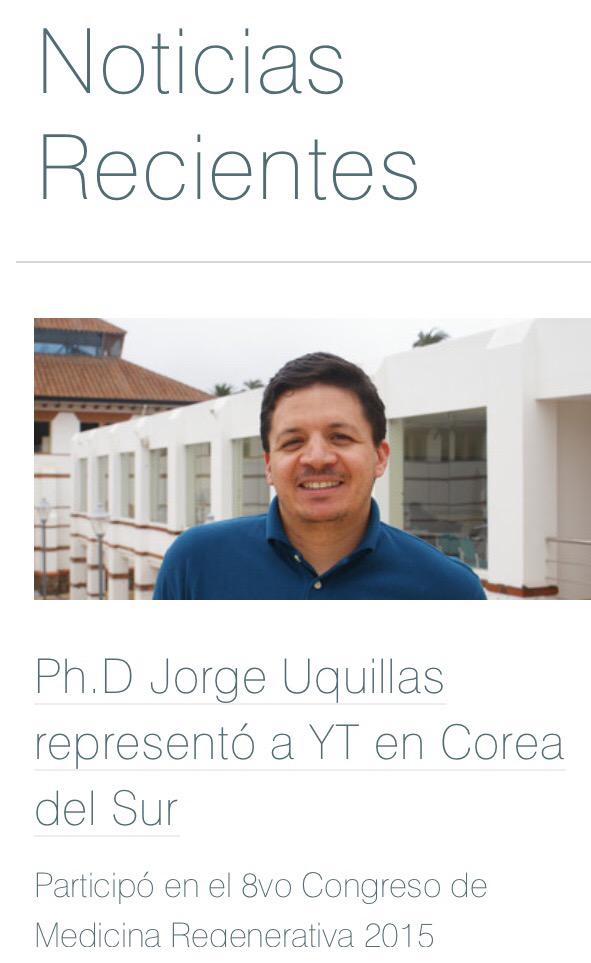 Noticias
Recientes
Ph.D Jorge Uquillas
representó a YT en Corea
del Sur
Participó en el 8vo Congreso de
Medicina Regenerativa 2015